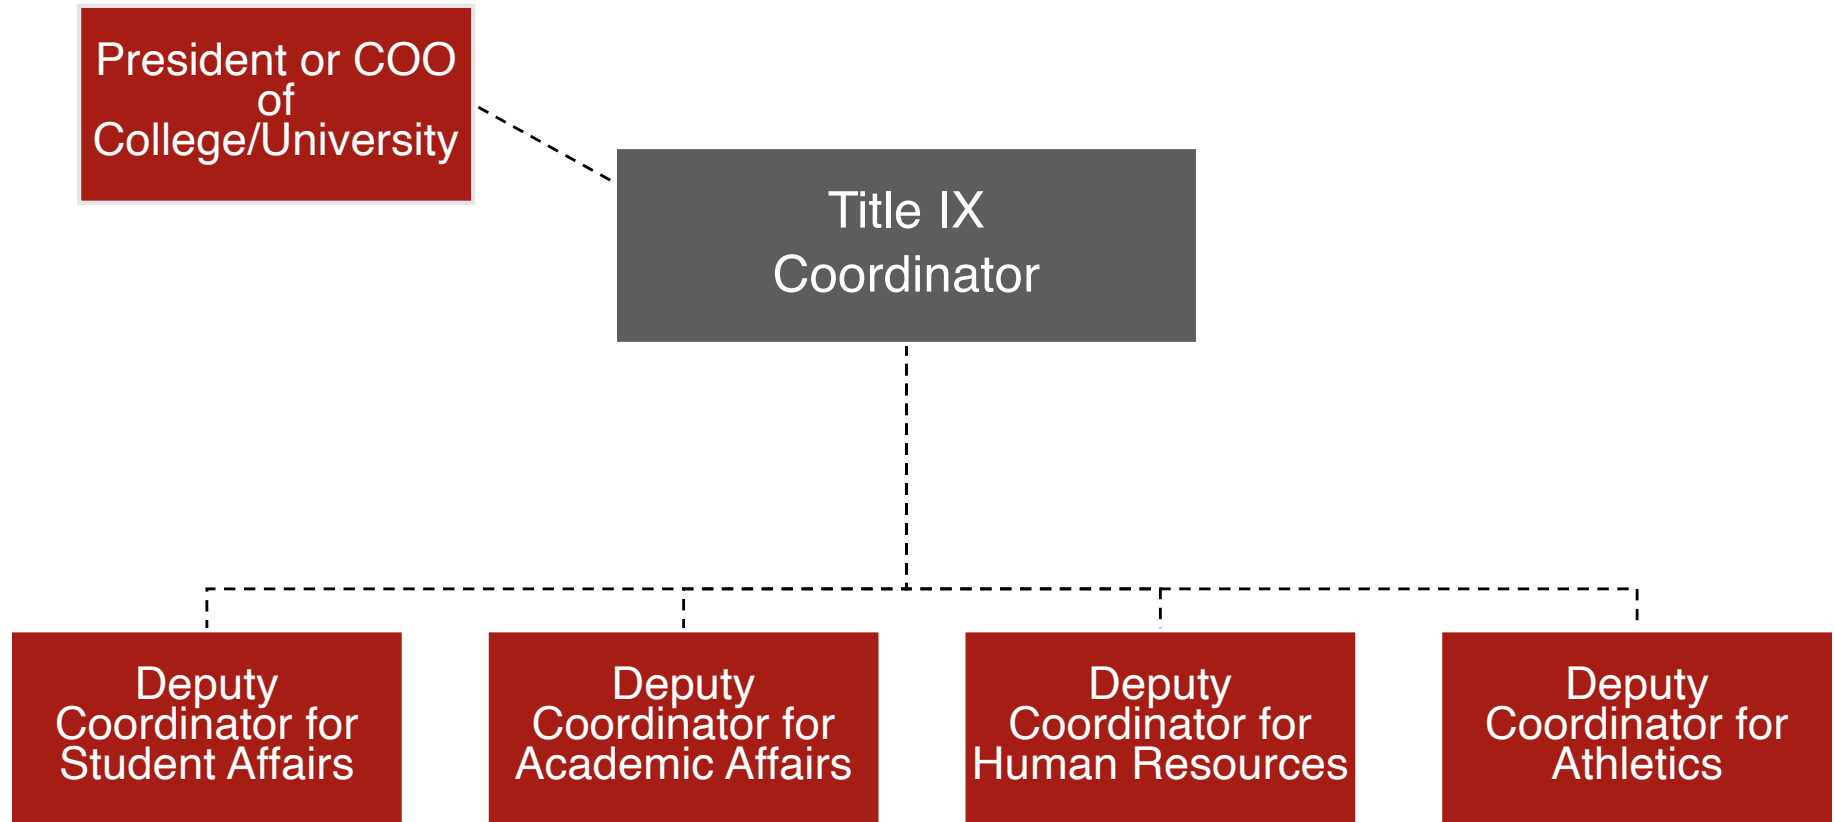 President or COO
of
College/University
Title IX
Coordinator
Deputy
Coordinator for
Student Affairs
Deputy
Coordinator for
Academic Affairs
Deputy
Coordinator for
Human Resources
Deputy
Coordinator for
Athletics